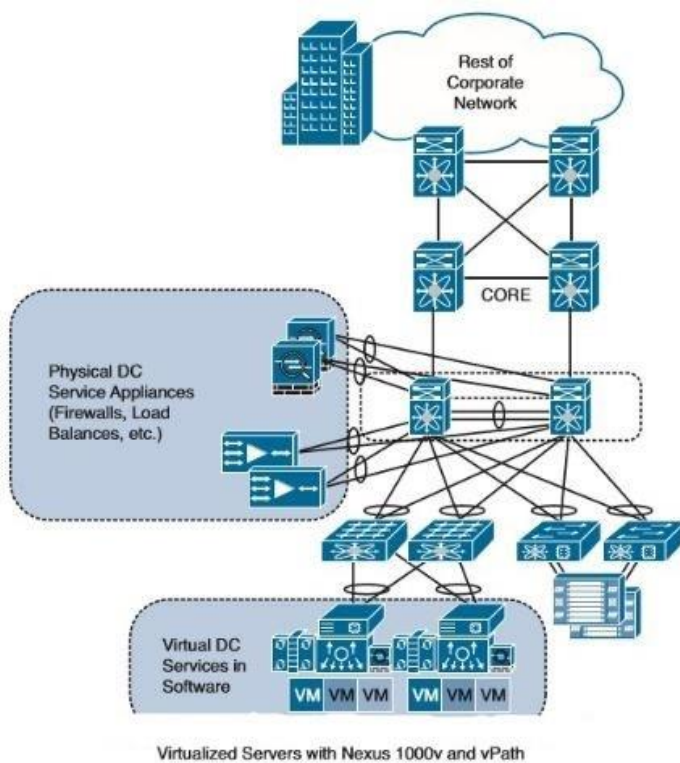 Rest of
Corporate
Network
CORE
Physical DC
Service Appliances
(Firewalls, Load
Balances, etc.)
Virtual DC
Services in
Software
VM VM VM VM VM VM
Virtualized Servers with Nexus 1000v and vPath